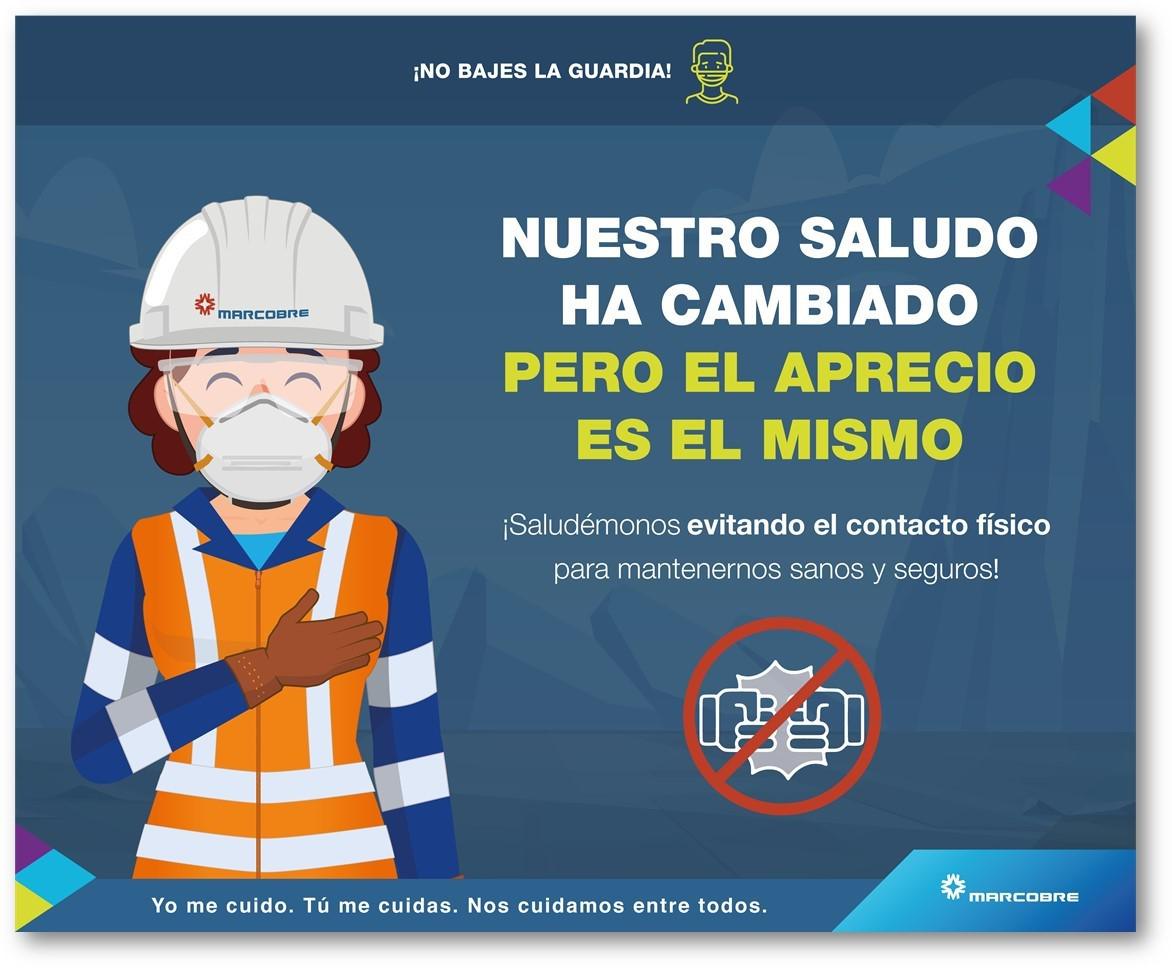 ¡NO BAJES LA GUARDIA!
NUESTRO SALUDO
HA CAMBIADO
PERO EL APRECIO
ES EL MISMO
MARCOBRE
¡Saludémonos evitando el contacto físico
para mantenernos sanos y seguros!
Yo me cuido. Tú me cuidas. Nos cuidamos entre todos.
MARCOBRE